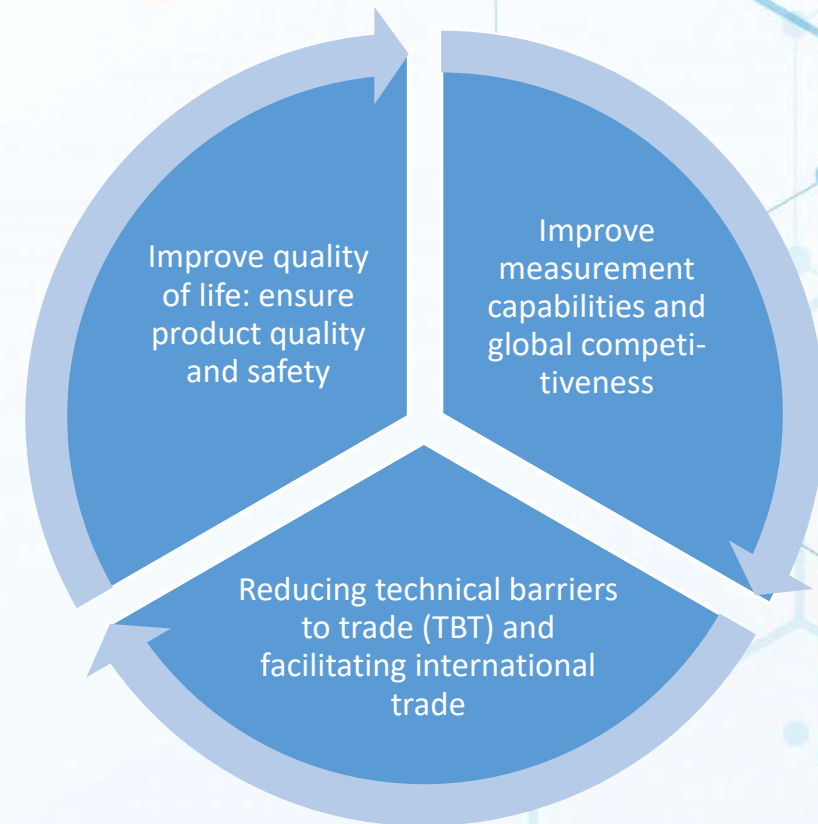 Improve quality
of life: ensure
product quality
and safety
Improve
measurement
capabilities and
global competi-
tiveness
Reducing technical barriers
to trade (TBT) and
facilitating international
trade